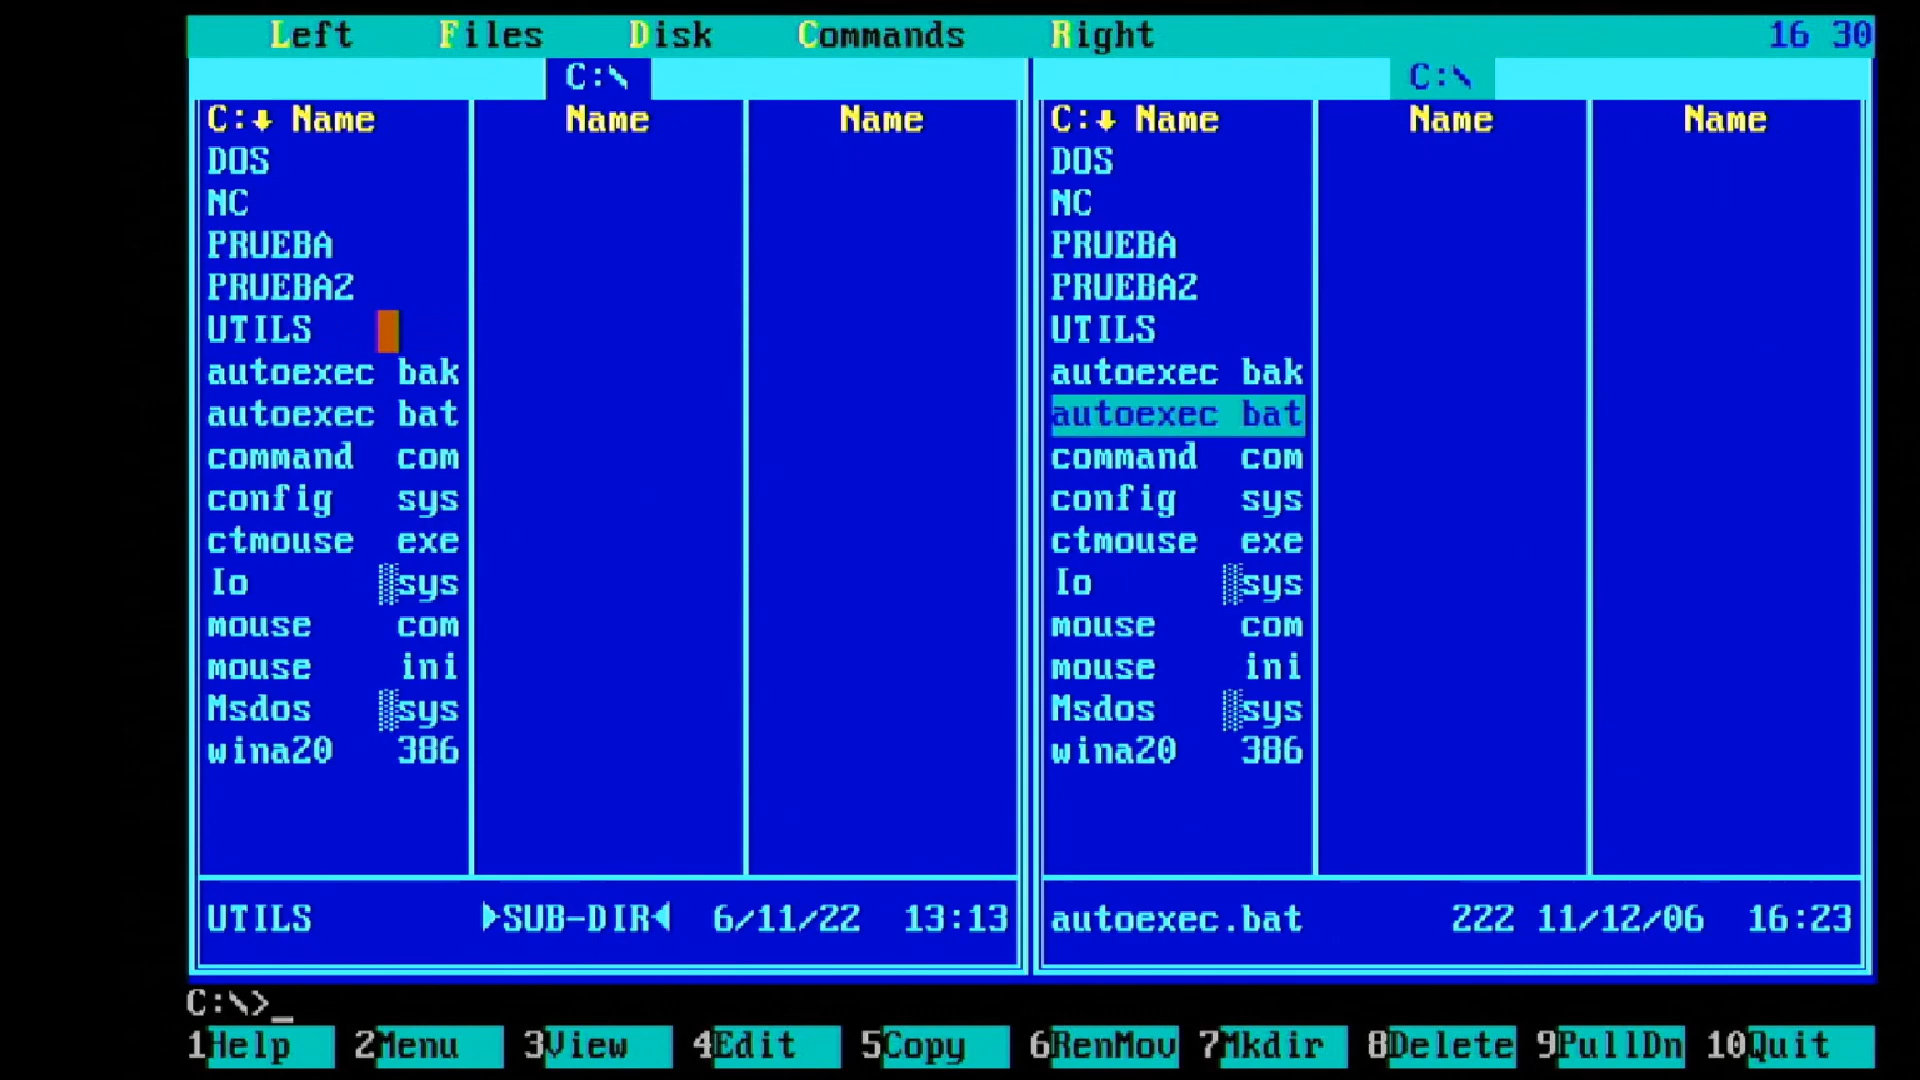 Left Files Disk Commands Right 16 30
C:\ C:\
C:↓ Name Name Name C:↓ Name Name Name
DOS DOS
NC NC
PRUEBA PRUEBA
PRUEBA2 PRUEBA2
UTILS UTILS
autoexec bak autoexec bak
autoexec bat autoexec bat
command com command com
config sys config sys
ctmouse exe ctmouse exe
Io ▒sys Io ▒sys
mouse com mouse com
mouse ini mouse ini
Msdos ▒sys Msdos ▒sys
wina20 386 wina20 386
UTILS ►SUB-DIR◄ 6/11/22 13:13 autoexec.bat 222 11/12/06 16:23
C:\>_
1Help 2Menu 3View 4Edit 5Copy 6RenMov 7Mkdir 8Delete 9PullDn 10Quit